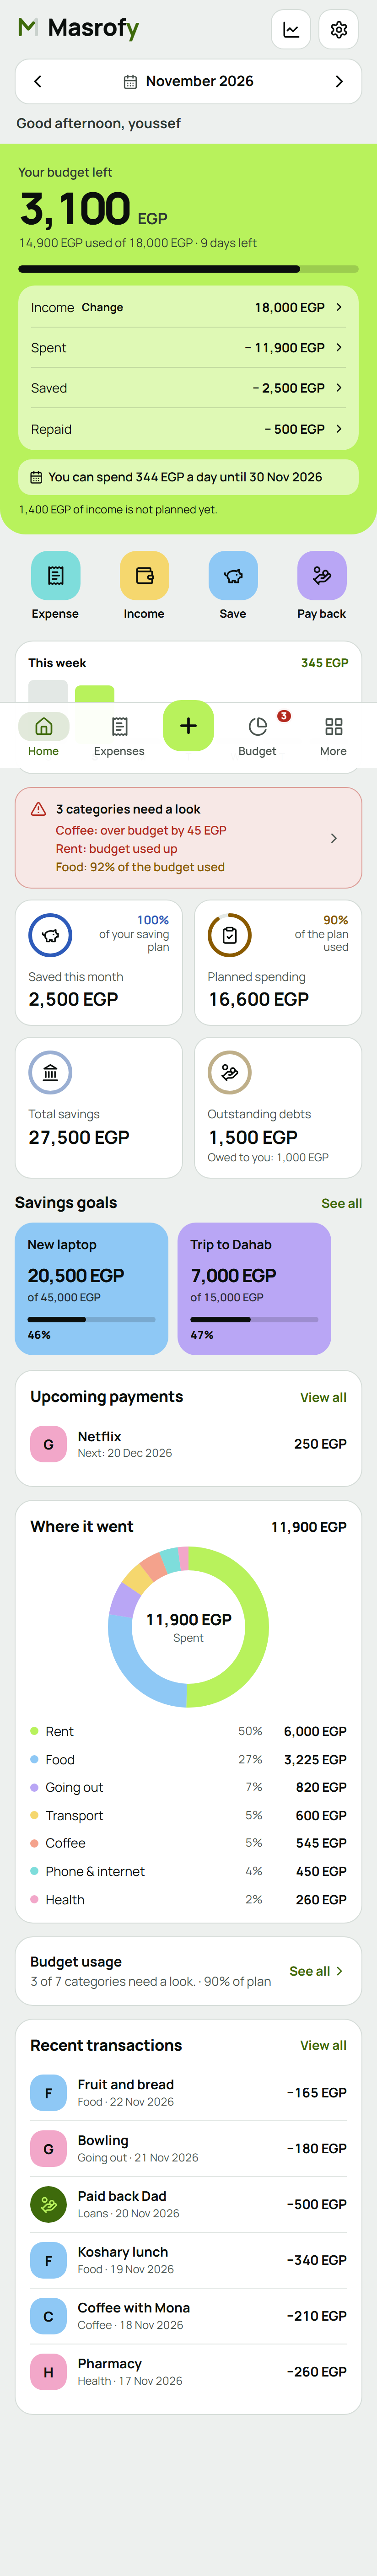 Masrofy
November 2026
Good afternoon, youssef
Your budget left
3,100 EGP
14,900 EGP used of 18,000 EGP · 9 days left
Income Change 18,000 EGP
Spent − 11,900 EGP
Saved − 2,500 EGP
Repaid − 500 EGP
You can spend 344 EGP a day until 30 Nov 2026
1,400 EGP of income is not planned yet.
Expense Income Save Pay back
This week 345 EGP
3
Home Expenses + Budget More
3 categories need a look
Coffee: over budget by 45 EGP
Rent: budget used up
Food: 92% of the budget used
100%
of your saving
plan
Saved this month
2,500 EGP
90%
of the plan
used
Planned spending
16,600 EGP
Total savings
27,500 EGP
Outstanding debts
1,500 EGP
Owed to you: 1,000 EGP
Savings goals See all
New laptop
20,500 EGP
of 45,000 EGP
46%
Trip to Dahab
7,000 EGP
of 15,000 EGP
47%
Upcoming payments View all
G Netflix 250 EGP
Next: 20 Dec 2026
Where it went 11,900 EGP
11,900 EGP
Spent
Rent 50% 6,000 EGP
Food 27% 3,225 EGP
Going out 7% 820 EGP
Transport 5% 600 EGP
Coffee 5% 545 EGP
Phone & internet 4% 450 EGP
Health 2% 260 EGP
Budget usage See all
3 of 7 categories need a look. · 90% of plan
Recent transactions View all
F Fruit and bread −165 EGP
Food · 22 Nov 2026
G Bowling −180 EGP
Going out · 21 Nov 2026
Paid back Dad −500 EGP
Loans · 20 Nov 2026
F Koshary lunch −340 EGP
Food · 19 Nov 2026
C Coffee with Mona −210 EGP
Coffee · 18 Nov 2026
H Pharmacy −260 EGP
Health · 17 Nov 2026